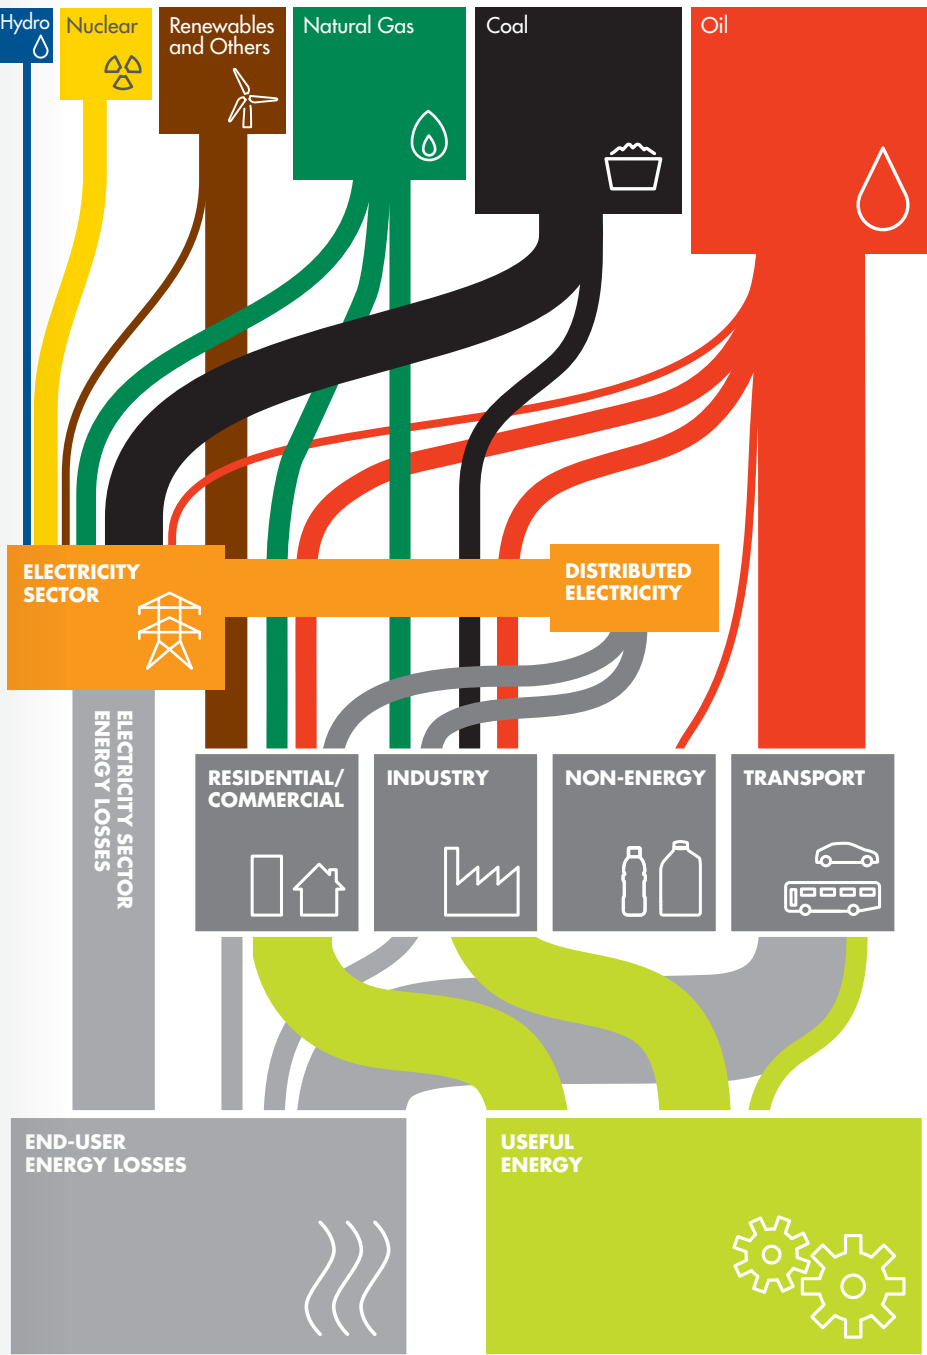 Hydro
Nuclear
Renewables
and Others
Natural Gas
Coal
Oil
ELECTRICITY
SECTOR
DISTRIBUTED
ELECTRICITY
ELECTRICITY SECTOR
ENERGY LOSSES
RESIDENTIAL/
COMMERCIAL
INDUSTRY
NON-ENERGY
TRANSPORT
END-USER
ENERGY LOSSES
USEFUL
ENERGY